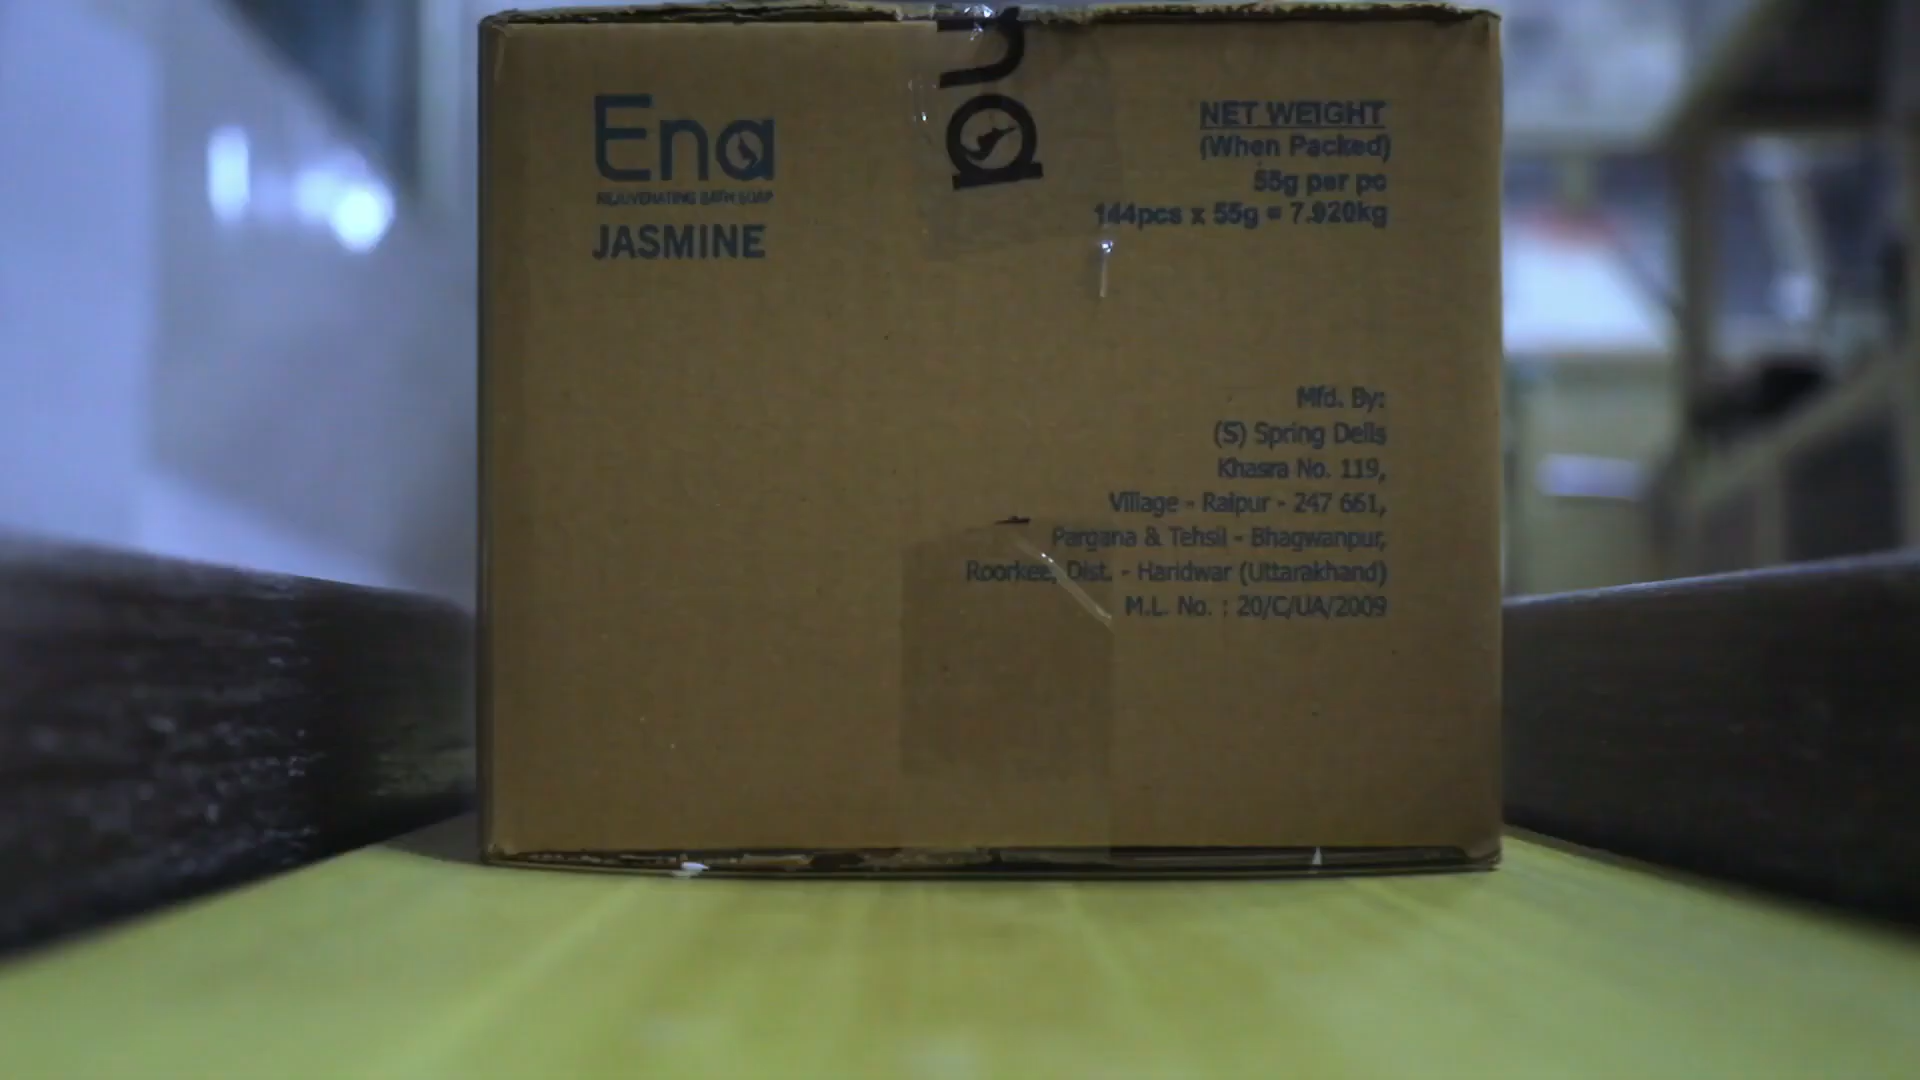 Ena
REJUVENATING BATH SOAP
JASMINE
na
NET WEIGHT
(When Packed)
55g per pc
144pcs x 55g = 7.920kg
Mfd. By:
(S) Spring Dells
Khasra No. 119,
Village - Raipur - 247 661,
Pargana & Tehsil - Bhagwanpur,
Roorkee, Dist. - Haridwar (Uttarakhand)
M.L. No. : 20/C/UA/2009